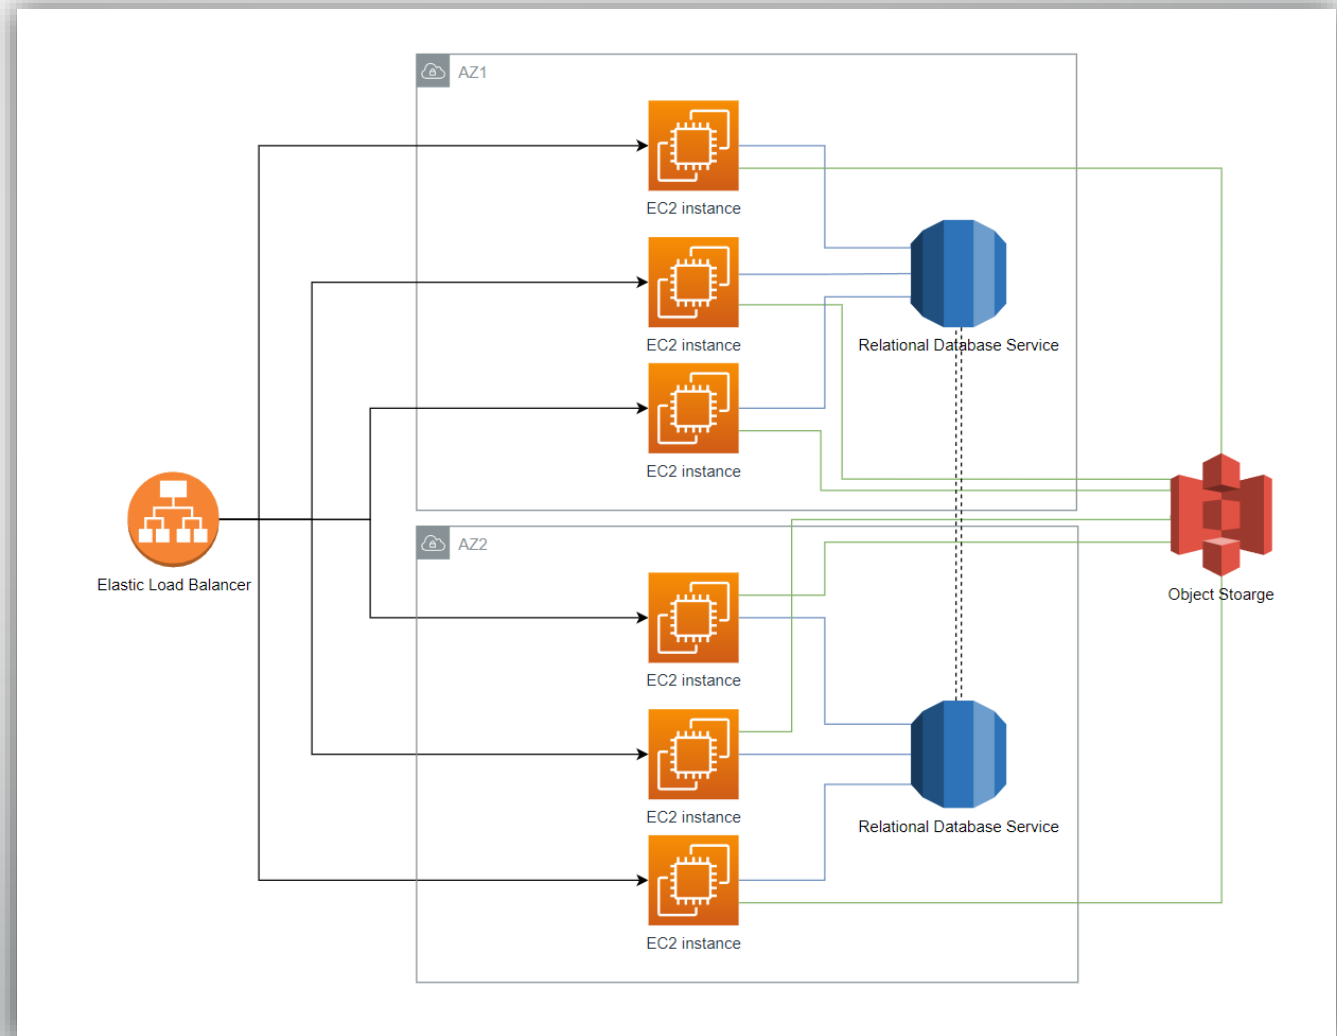 AZ1
EC2 instance
EC2 instance
Relational Database Service
EC2 instance
Elastic Load Balancer
AZ2
Object Stoarge
EC2 instance
EC2 instance
Relational Database Service
EC2 instance